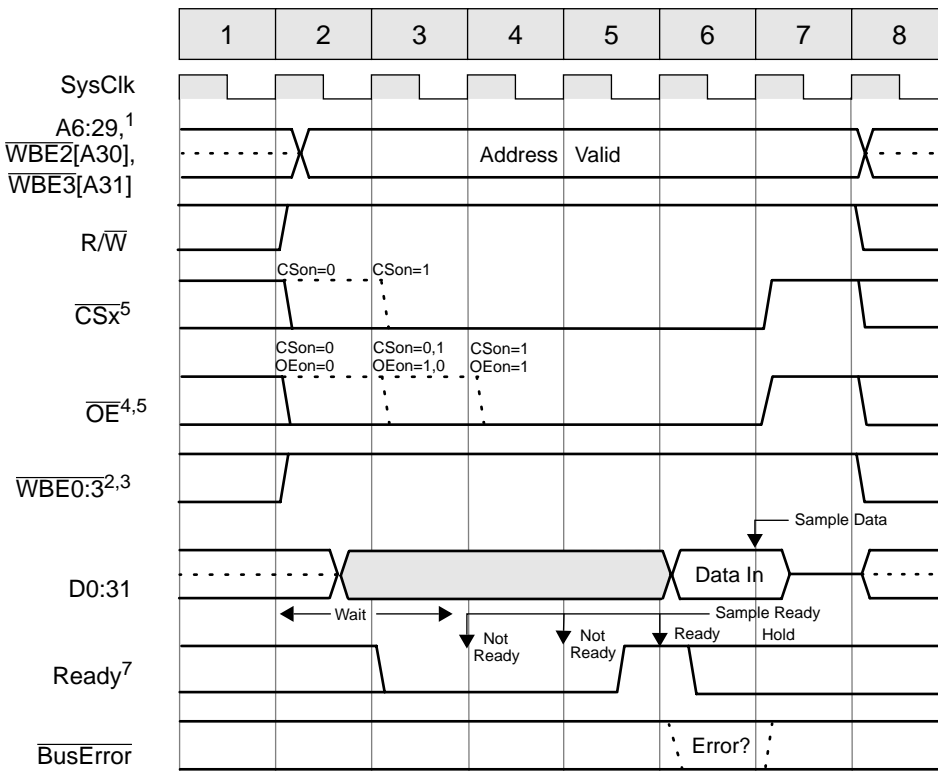 1 2 3 4 5 6 7 8
SysClk
A6:29,1
WBE2[A30],
WBE3[A31]
Address Valid
R/W
CSon=0 CSon=1
CSx5
CSon=0 CSon=0,1 CSon=1
OEon=0 OEon=1,0 OEon=1
OE4,5
WBE0:32,3
Sample Data
D0:31
Data In
Wait
Sample Ready
Not Ready
Not Ready
Ready
Hold
Ready7
BusError
Error?